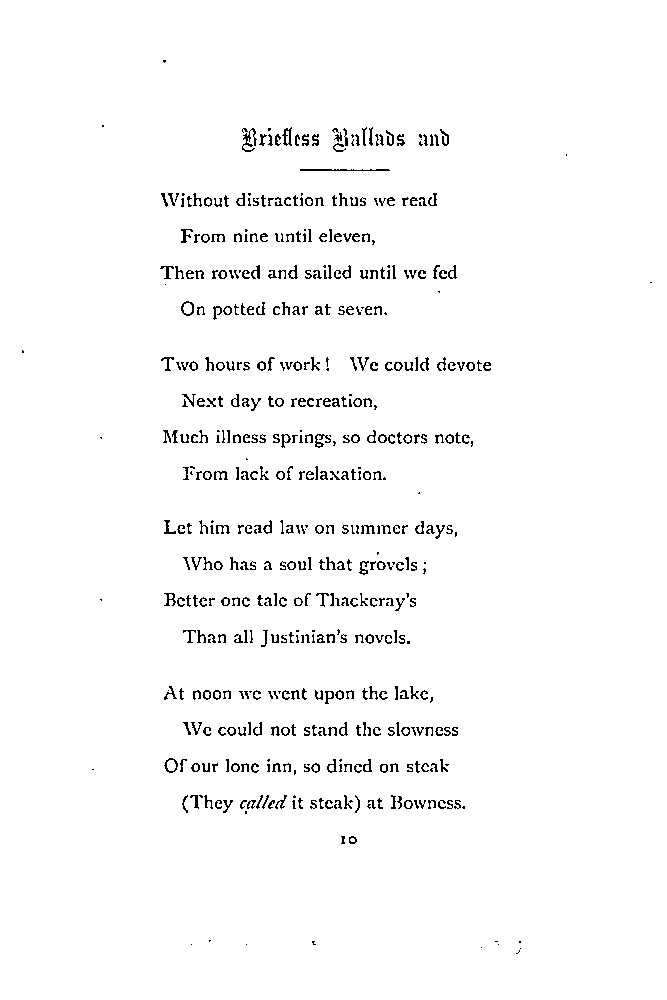 Briefless Ballads and
Without distraction thus we read
From nine until eleven,
Then rowed and sailed until we fed
On potted char at seven.
Two hours of work! We could devote
Next day to recreation,
Much illness springs, so doctors note,
From lack of relaxation.
Let him read law on summer days,
Who has a soul that grovels;
Better one tale of Thackeray's
Than all Justinian's novels.
At noon we went upon the lake,
We could not stand the slowness
Of our lone inn, so dined on steak
(They called it steak) at Bowness.
10